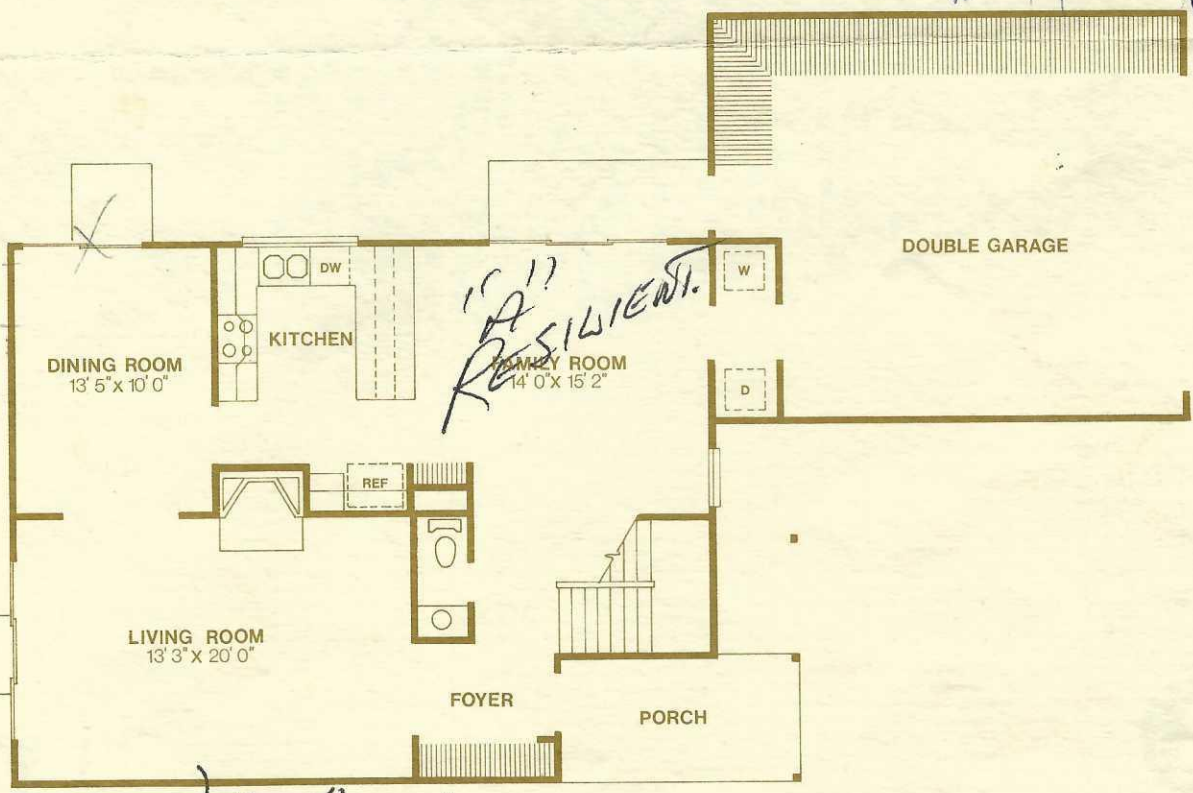 DOUBLE GARAGE
W
DW
"A"
RESILIENT.
KITCHEN
DINING ROOM
13' 5" x 10' 0"
FAMILY ROOM
14' 0" x 15' 2"
D
REF
LIVING ROOM
13' 3" x 20' 0"
FOYER
PORCH